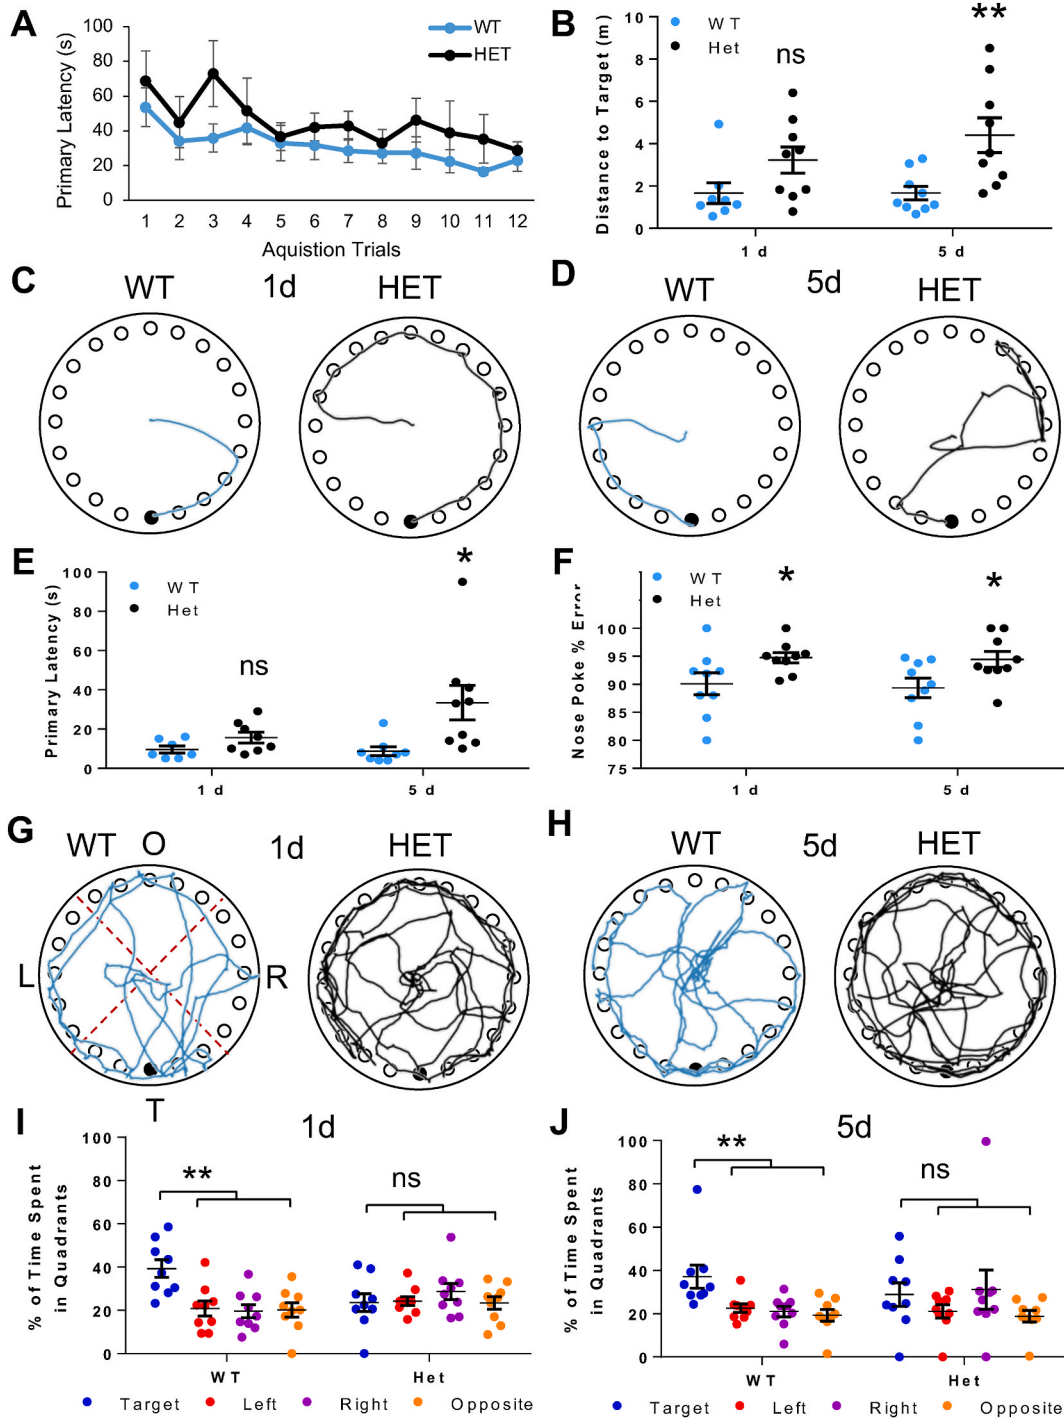 A
Primary Latency (s)
100
80
60
40
20
0
WT
HET
1 2 3 4 5 6 7 8 9 10 11 12
Aquistion Trials
B
Distance to Target (m)
10
8
6
4
2
0
WT
Het
ns
**
1 d
5 d
C
WT
1d
HET
D
WT
5d
HET
E
Primary Latency (s)
100
80
60
40
20
0
WT
Het
ns
*
1 d
5 d
F
Nose Poke % Error
100
95
90
85
80
75
WT
Het
*
*
1 d
5 d
G
WT
O
1d
HET
L
R
T
H
WT
5d
HET
I
1d
% of Time Spent
in Quadrants
100
80
60
40
20
0
**
ns
WT
Het
Target
Left
Right
Opposite
J
5d
% of Time Spent
in Quadrants
100
80
60
40
20
0
**
ns
WT
Het
Target
Left
Right
Opposite